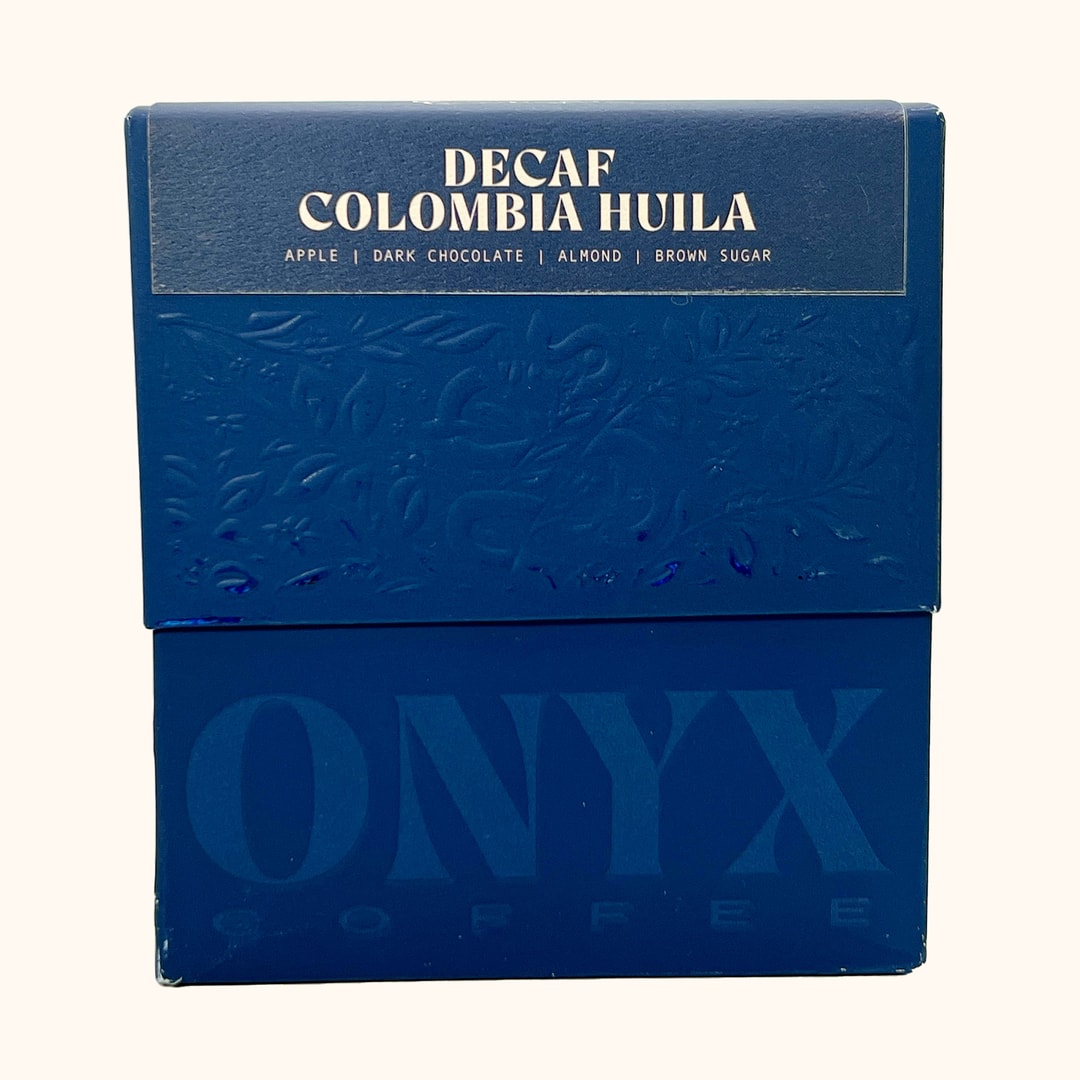 DECAF
COLOMBIA HUILA
APPLE | DARK CHOCOLATE | ALMOND | BROWN SUGAR
ONYX
COFFEE